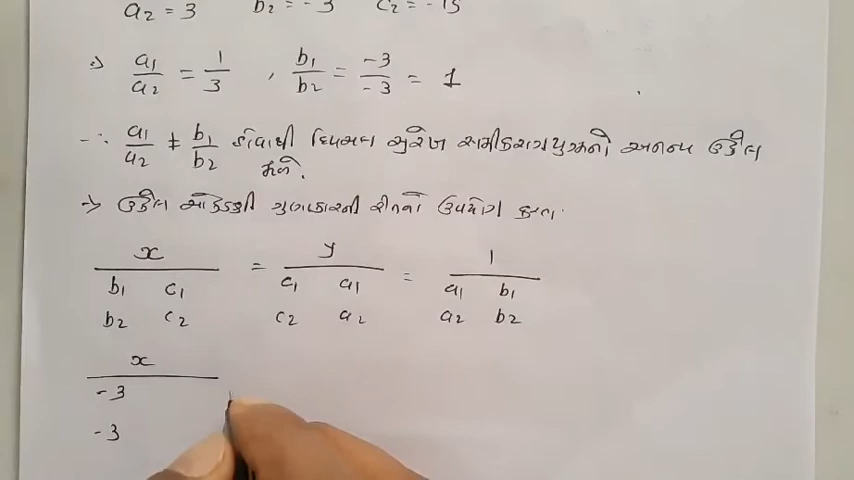 a₂ = 3 b₂ = -3 c₂ = -15
⇒ a₁/a₂ = 1/3 , b₁/b₂ = -3/-3 = 1
∴ a₁/a₂ ≠ b₁/b₂ હોવાથી દ્વિચલ સુરેખ સમીકરણયુગ્મનો અનન્ય ઉકેલ
મળે.
→ ઉકેલ ચોકડી ગુણાકારની રીતનો ઉપયોગ કરતા.
x = y = 1
b₁ c₁ c₁ a₁ a₁ b₁
b₂ c₂ c₂ a₂ a₂ b₂
x
-3
-3